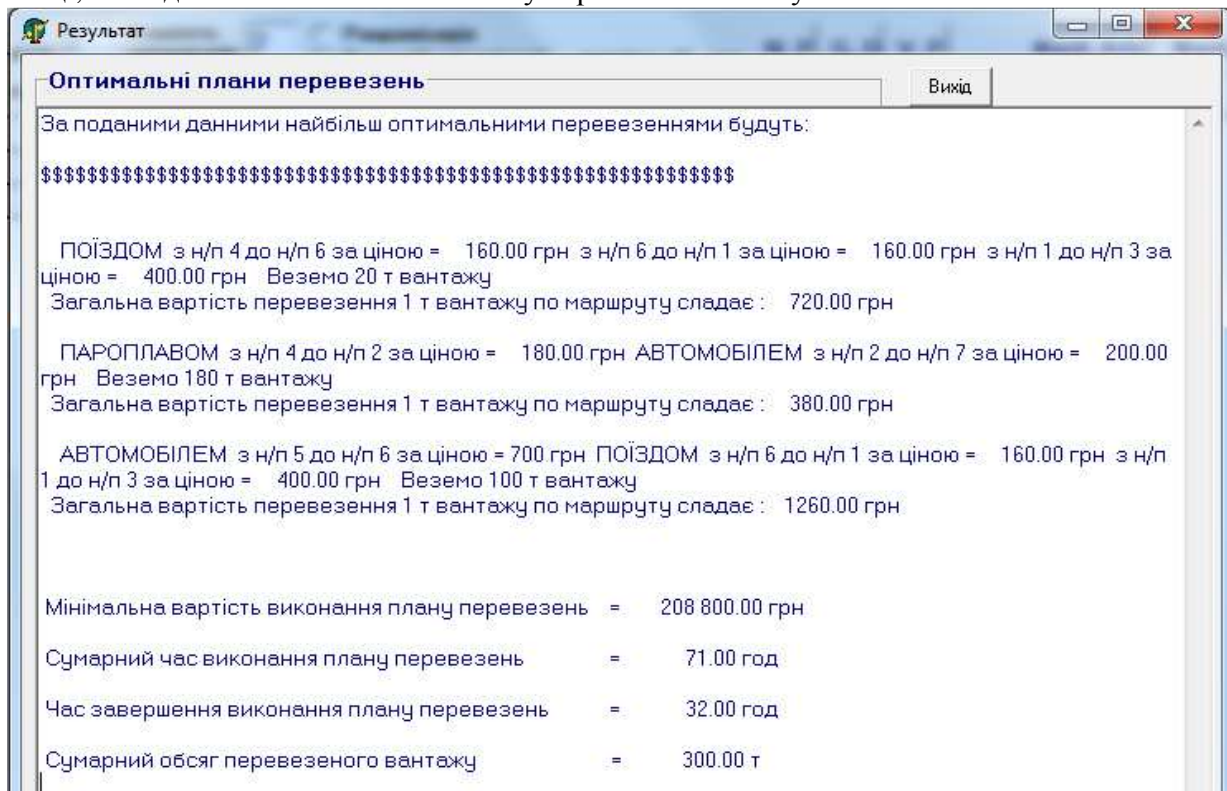 Результат
Оптимальні плани перевезень
Вихід
За поданими данними найбільш оптимальними перевезеннями будуть:
$$$$$$$$$$$$$$$$$$$$$$$$$$$$$$$$$$$$$$$$$$$$$$$$$$$$$$$$$$$$
ПОЇЗДОМ з н/п 4 до н/п 6 за ціною = 160.00 грн з н/п 6 до н/п 1 за ціною = 160.00 грн з н/п 1 до н/п 3 за
ціною = 400.00 грн Веземо 20 т вантажу
Загальна вартість перевезення 1 т вантажу по маршруту сладає : 720.00 грн
ПАРОПЛАВОМ з н/п 4 до н/п 2 за ціною = 180.00 грн АВТОМОБІЛЕМ з н/п 2 до н/п 7 за ціною = 200.00
грн Веземо 180 т вантажу
Загальна вартість перевезення 1 т вантажу по маршруту сладає : 380.00 грн
АВТОМОБІЛЕМ з н/п 5 до н/п 6 за ціною = 700 грн ПОЇЗДОМ з н/п 6 до н/п 1 за ціною = 160.00 грн з н/п
1 до н/п 3 за ціною = 400.00 грн Веземо 100 т вантажу
Загальна вартість перевезення 1 т вантажу по маршруту сладає : 1260.00 грн
Мінімальна вартість виконання плану перевезень = 208 800.00 грн
Сумарний час виконання плану перевезень = 71.00 год
Час завершення виконання плану перевезень = 32.00 год
Сумарний обсяг перевезеного вантажу = 300.00 т